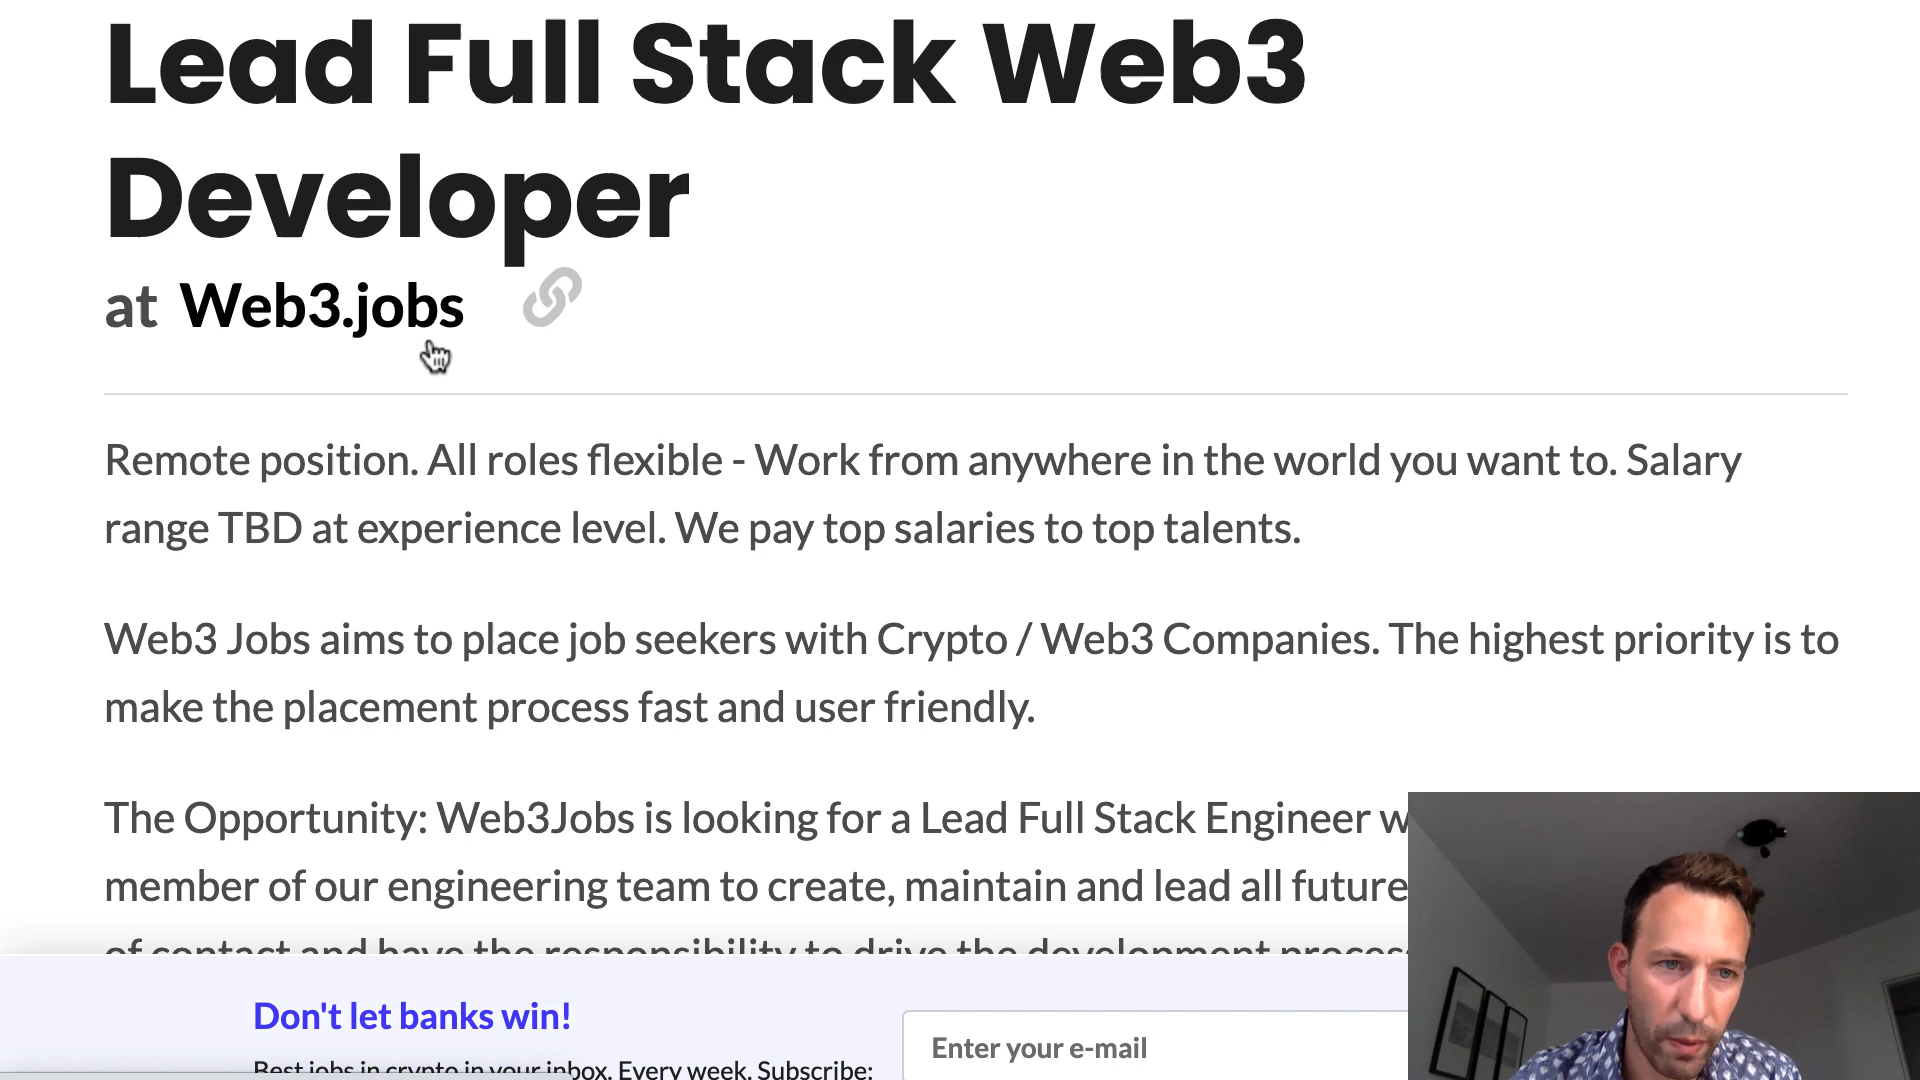 Lead Full Stack Web3
Developer
at Web3.jobs
Remote position. All roles flexible - Work from anywhere in the world you want to. Salary
range TBD at experience level. We pay top salaries to top talents.
Web3 Jobs aims to place job seekers with Crypto / Web3 Companies. The highest priority is to
make the placement process fast and user friendly.
The Opportunity: Web3Jobs is looking for a Lead Full Stack Engineer
member of our engineering team to create, maintain and lead all future
of contact and have the responsibility to drive the development process
Don't let banks win!
Best jobs in crypto in your inbox. Every week. Subscribe:
Enter your e-mail